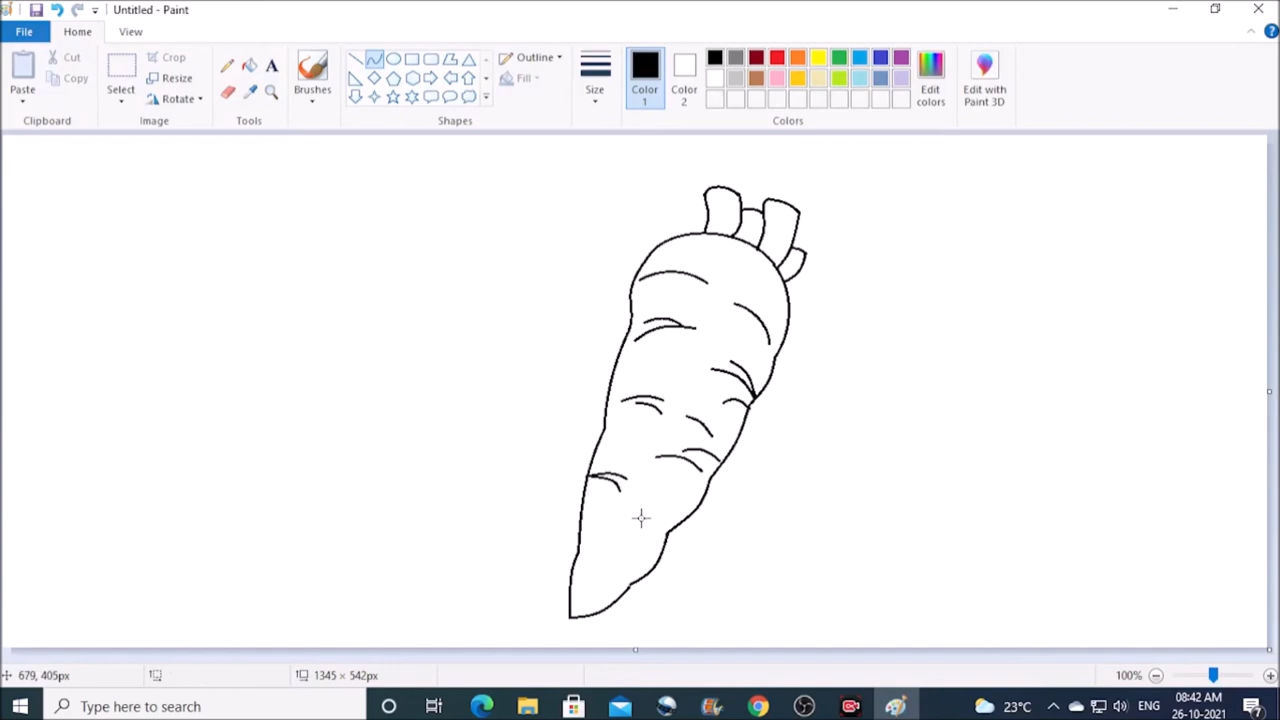 Untitled - Paint
File
Home
View
Paste
Cut
Copy
Clipboard
Select
Crop
Resize
Rotate
Image
A
Tools
Brushes
Outline
Fill
Shapes
Size
Color
1
Color
2
Edit
colors
Colors
Edit with
Paint 3D
679, 405px
1345 × 542px
100%
Type here to search
23°C
ENG
08:42 AM
26-10-2021
7